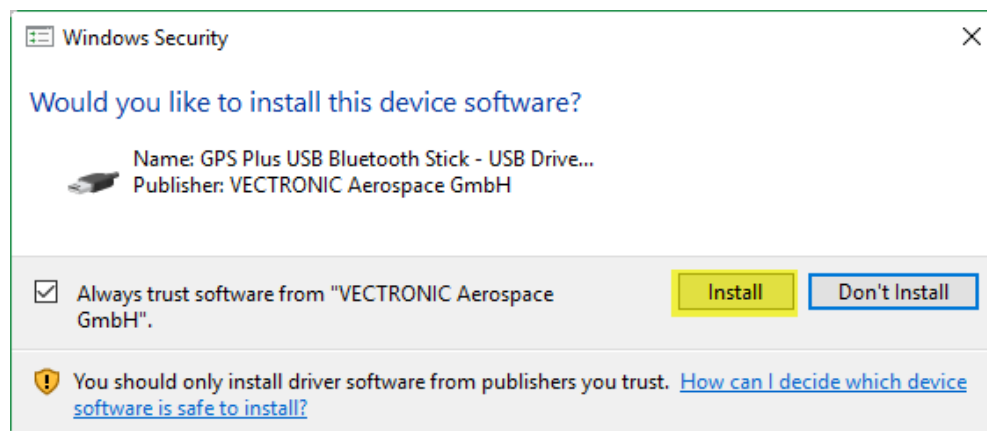 Windows Security
Would you like to install this device software?
Name: GPS Plus USB Bluetooth Stick - USB Drive...
Publisher: VECTRONIC Aerospace GmbH
Always trust software from "VECTRONIC Aerospace
GmbH".
Install
Don't Install
You should only install driver software from publishers you trust. How can I decide which device
software is safe to install?